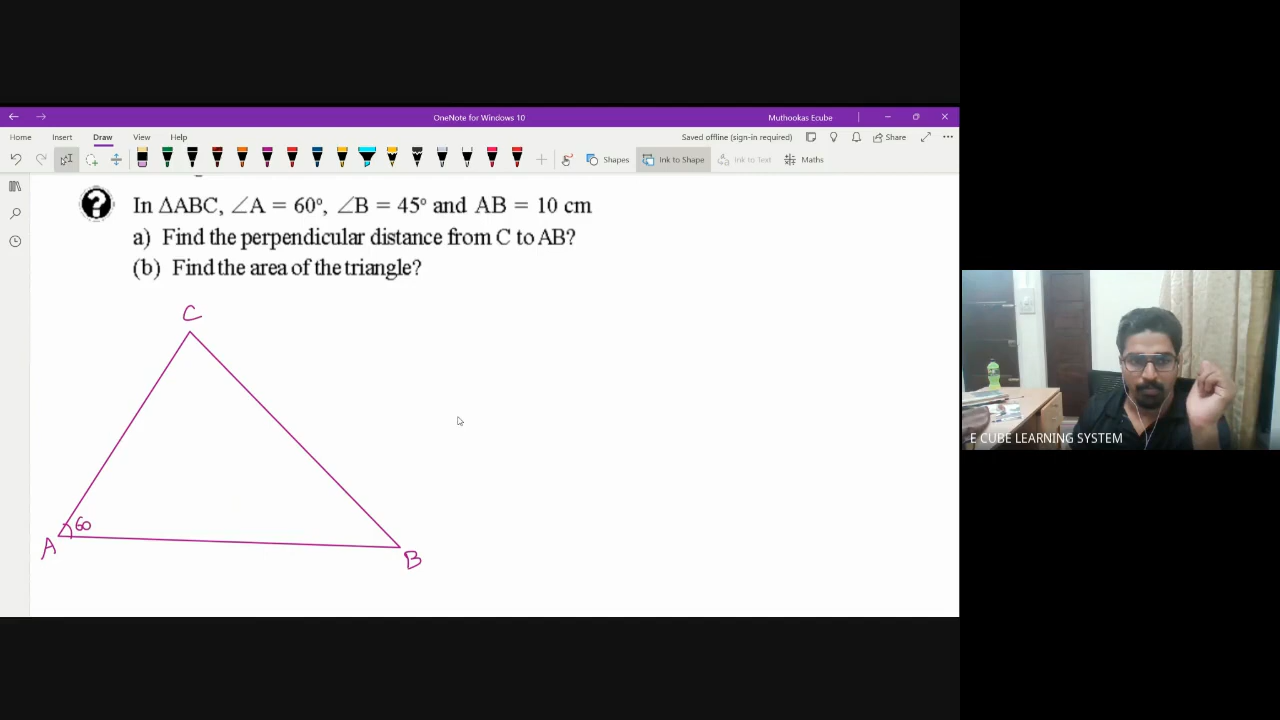 OneNote for Windows 10
Muthookas Ecube
Home Insert Draw View Help
Saved offline (sign-in required)
Share
Shapes
Ink to Shape
Ink to Text
Maths
In ΔABC, ∠A = 60°, ∠B = 45° and AB = 10 cm
a) Find the perpendicular distance from C to AB?
(b) Find the area of the triangle?
C
60
A
B
E CUBE LEARNING SYSTEM